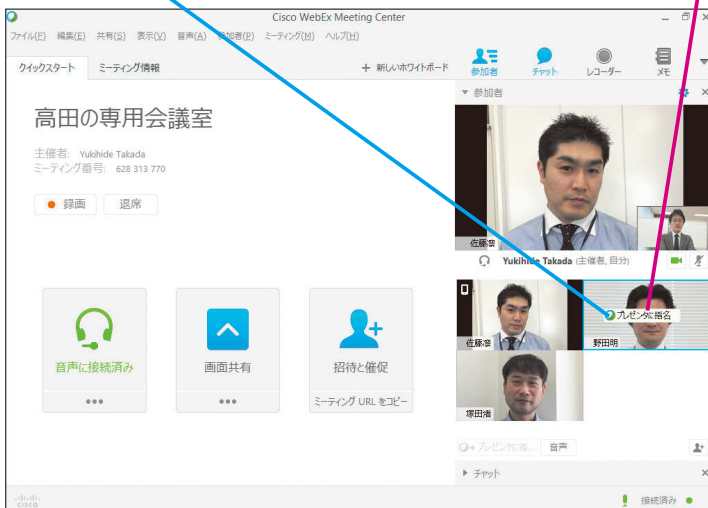 Cisco WebEx Meeting Center
ファイル(F) 編集(E) 共有(S) 表示(V) 音声(A) 参加者(P) ミーティング(M) ヘルプ(H)
クイックスタート ミーティング情報 + 新しいホワイトボード
参加者 チャット レコーダー メモ
参加者
高田の専用会議室
主催者: Yukihide Takada
ミーティング番号: 628 313 770
録画 退席
佐藤
Yukihide Takada (主催者, 自分)
音声に接続済み
画面共有
招待と催促
ミーティング URL をコピー
プレゼンタに指名
佐藤
野田明
塚田
プレゼンタに指... 音声
チャット
cisco
接続済み